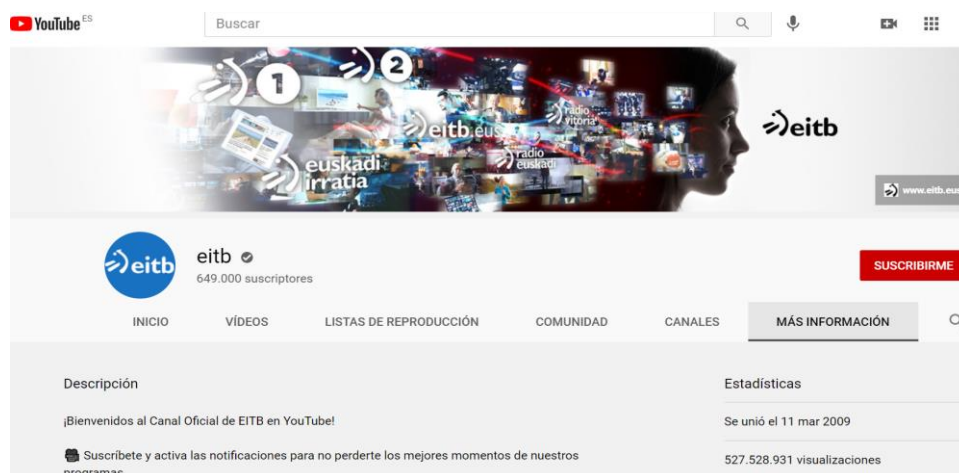 YouTube ES
Buscar
1
2
eitb.eus
radio
vitoria
radio
euskadi
euskadi
irratia
eitb
www.eitb.eus
eitb
eitb
649.000 suscriptores
SUSCRIBIRME
INICIO VÍDEOS LISTAS DE REPRODUCCIÓN COMUNIDAD CANALES MÁS INFORMACIÓN
Descripción
¡Bienvenidos al Canal Oficial de EITB en YouTube!
Suscríbete y activa las notificaciones para no perderte los mejores momentos de nuestros
programas
Estadísticas
Se unió el 11 mar 2009
527.528.931 visualizaciones